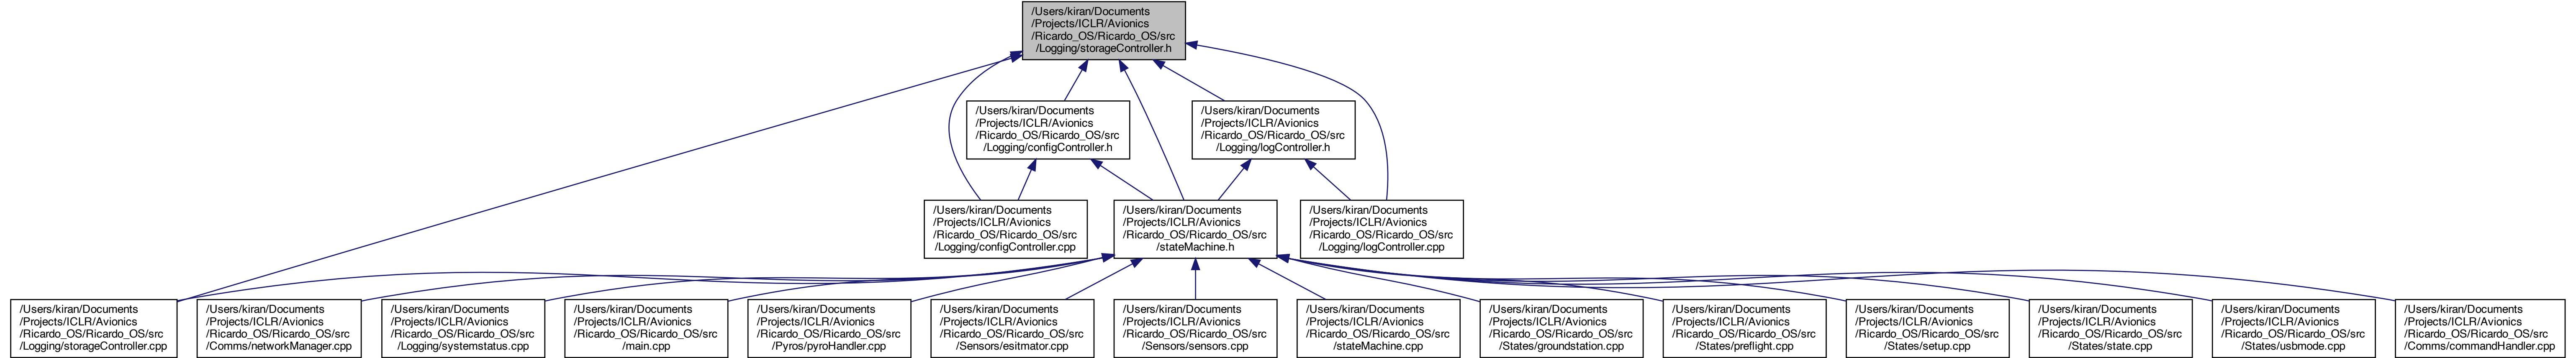 /Users/kiran/Documents
/Projects/ICLR/Avionics
/Ricardo_OS/Ricardo_OS/src
/Logging/storageController.h
/Users/kiran/Documents
/Projects/ICLR/Avionics
/Ricardo_OS/Ricardo_OS/src
/Logging/configController.h
/Users/kiran/Documents
/Projects/ICLR/Avionics
/Ricardo_OS/Ricardo_OS/src
/Logging/logController.h
/Users/kiran/Documents
/Projects/ICLR/Avionics
/Ricardo_OS/Ricardo_OS/src
/Logging/configController.cpp
/Users/kiran/Documents
/Projects/ICLR/Avionics
/Ricardo_OS/Ricardo_OS/src
/stateMachine.h
/Users/kiran/Documents
/Projects/ICLR/Avionics
/Ricardo_OS/Ricardo_OS/src
/Logging/logController.cpp
/Users/kiran/Documents
/Projects/ICLR/Avionics
/Ricardo_OS/Ricardo_OS/src
/Logging/storageController.cpp
/Users/kiran/Documents
/Projects/ICLR/Avionics
/Ricardo_OS/Ricardo_OS/src
/Comms/networkManager.cpp
/Users/kiran/Documents
/Projects/ICLR/Avionics
/Ricardo_OS/Ricardo_OS/src
/Logging/systemstatus.cpp
/Users/kiran/Documents
/Projects/ICLR/Avionics
/Ricardo_OS/Ricardo_OS/src
/main.cpp
/Users/kiran/Documents
/Projects/ICLR/Avionics
/Ricardo_OS/Ricardo_OS/src
/Pyros/pyroHandler.cpp
/Users/kiran/Documents
/Projects/ICLR/Avionics
/Ricardo_OS/Ricardo_OS/src
/Sensors/esitmator.cpp
/Users/kiran/Documents
/Projects/ICLR/Avionics
/Ricardo_OS/Ricardo_OS/src
/Sensors/sensors.cpp
/Users/kiran/Documents
/Projects/ICLR/Avionics
/Ricardo_OS/Ricardo_OS/src
/stateMachine.cpp
/Users/kiran/Documents
/Projects/ICLR/Avionics
/Ricardo_OS/Ricardo_OS/src
/States/groundstation.cpp
/Users/kiran/Documents
/Projects/ICLR/Avionics
/Ricardo_OS/Ricardo_OS/src
/States/preflight.cpp
/Users/kiran/Documents
/Projects/ICLR/Avionics
/Ricardo_OS/Ricardo_OS/src
/States/setup.cpp
/Users/kiran/Documents
/Projects/ICLR/Avionics
/Ricardo_OS/Ricardo_OS/src
/States/state.cpp
/Users/kiran/Documents
/Projects/ICLR/Avionics
/Ricardo_OS/Ricardo_OS/src
/States/usbmode.cpp
/Users/kiran/Documents
/Projects/ICLR/Avionics
/Ricardo_OS/Ricardo_OS/src
/Comms/commandHandler.cpp